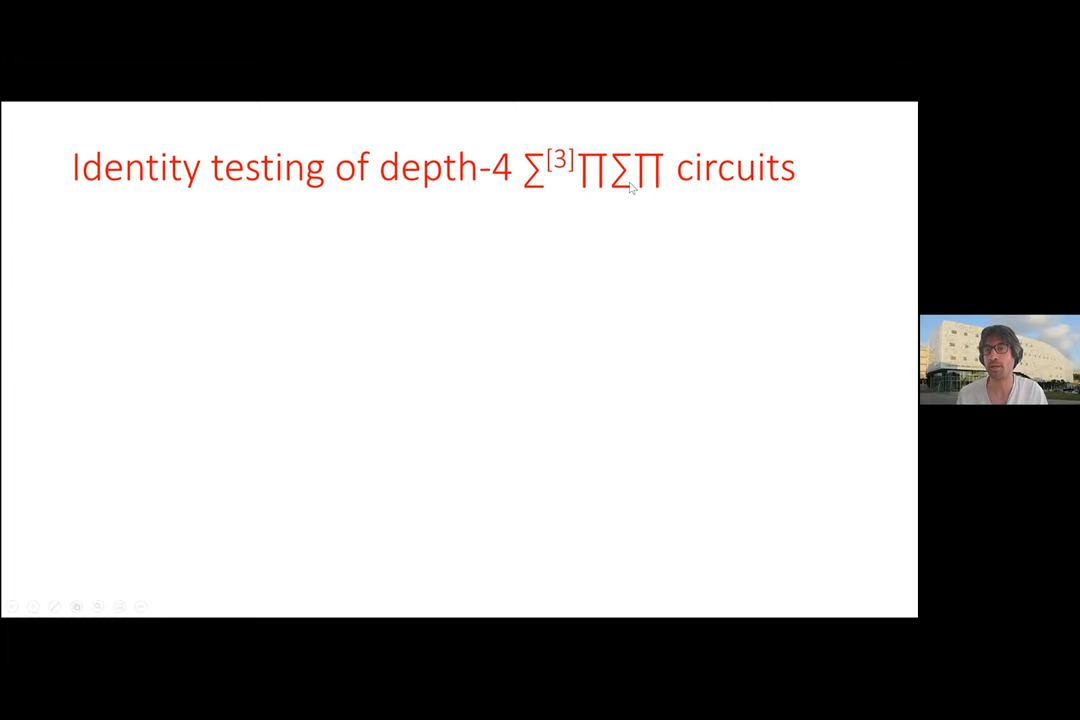 Identity testing of depth-4 ∑^[3]∏∑∏ circuits